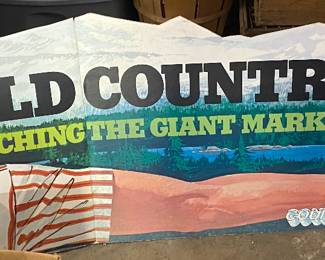 LD COUNTR
CHING THE GIANT MARK